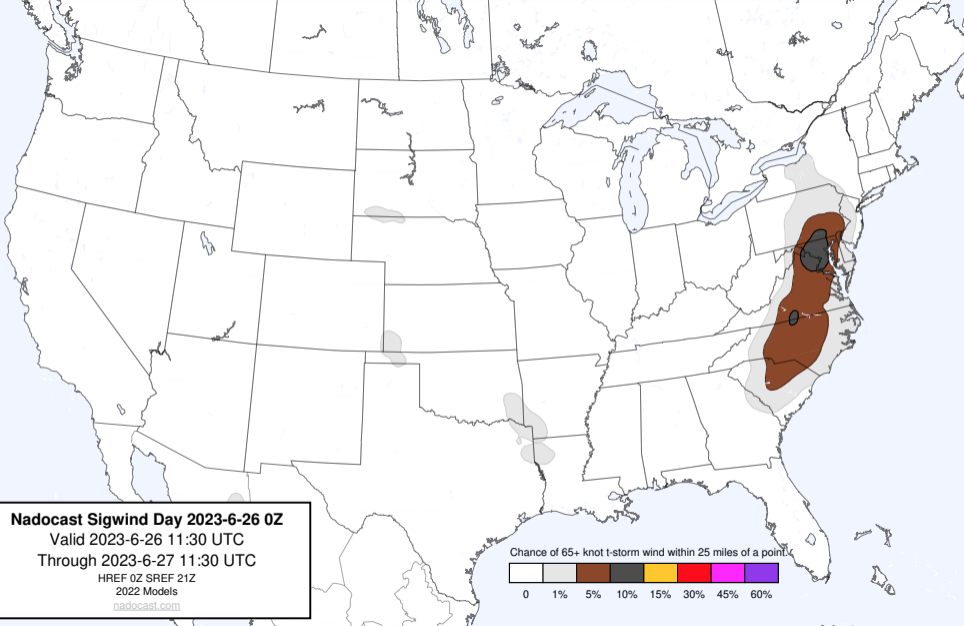 Nadocast Sigwind Day 2023-6-26 0Z
Valid 2023-6-26 11:30 UTC
Through 2023-6-27 11:30 UTC
HREF 0Z SREF 21Z
2022 Models
nadocast.com
Chance of 65+ knot t-storm wind within 25 miles of a point.
0 1% 5% 10% 15% 30% 45% 60%